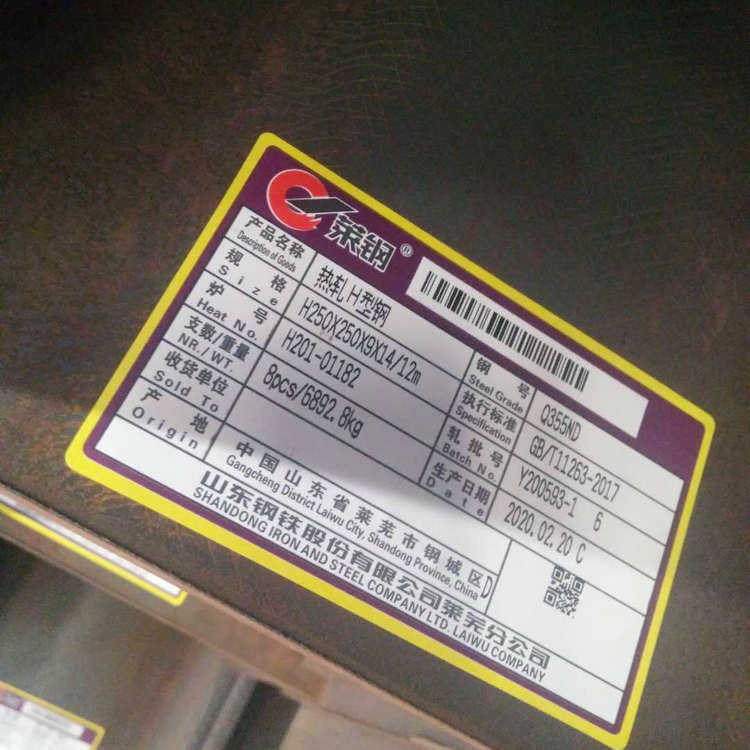 莱钢®
产品名称 热轧H型钢
Description of Goods
规格 H250X250X9X14/12m 钢号 Q355ND
Size Steel Grade
炉号 H201-01182 执行标准 GB/T11263-2017
Heat No. Specification
支数/重量 8pcs/6892.8kg 轧批号 Y200593-1 6
NR./WT. Batch No.
收货单位 生产日期 2020.02.20 C
Sold To Date
产地 中国山东省莱芜市钢城区
Origin Gangcheng District Laiwu City, Shandong Province, China
山东钢铁股份有限公司莱芜分公司
SHANDONG IRON AND STEEL COMPANY LTD. LAIWU COMPANY